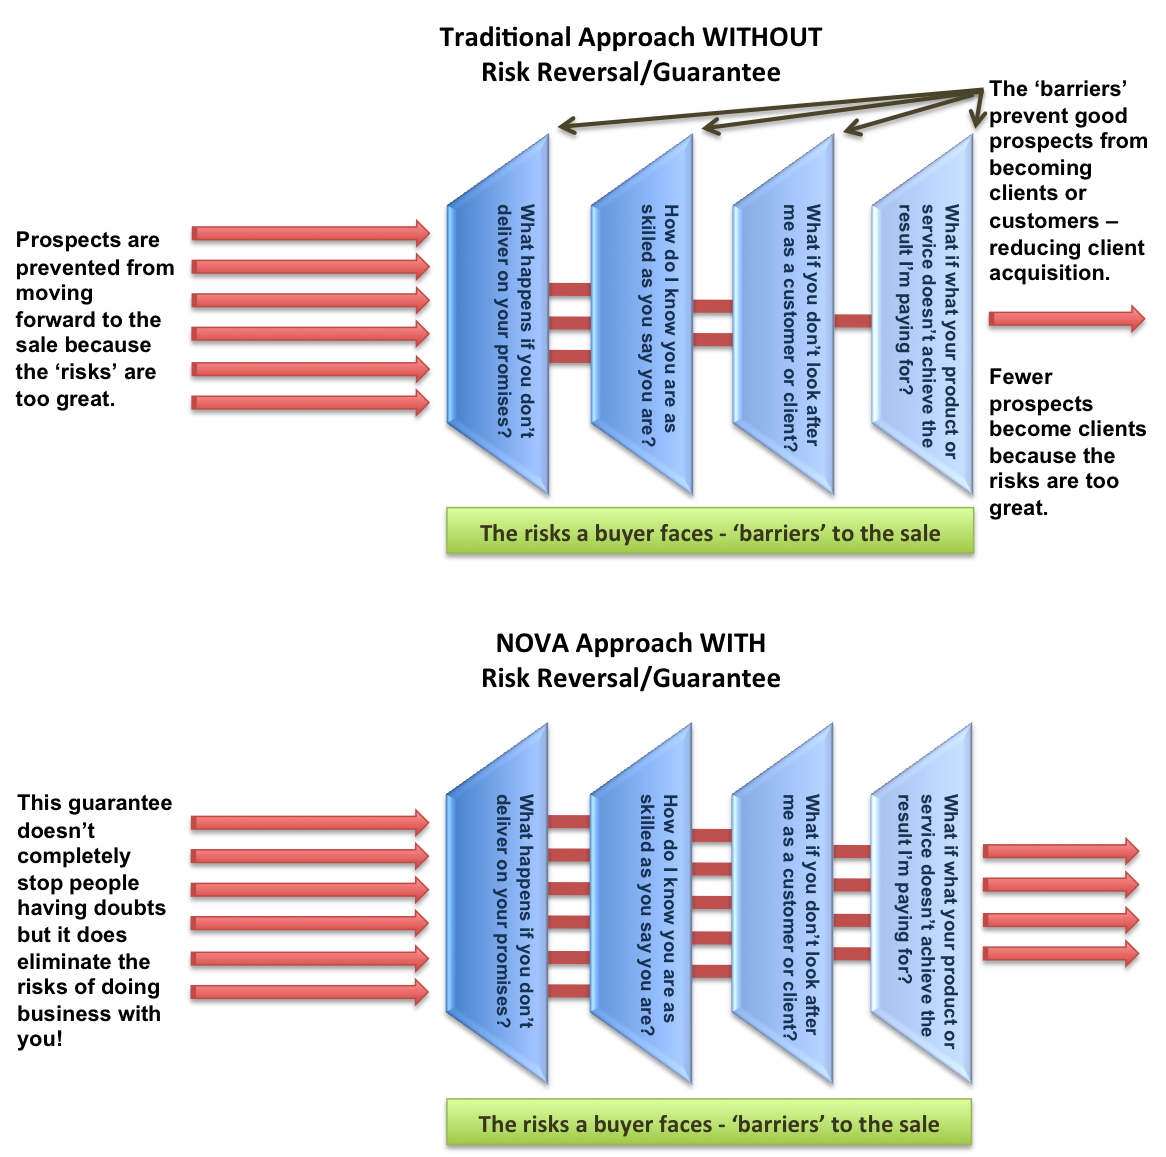 Traditional Approach WITHOUT
Risk Reversal/Guarantee
Prospects are
prevented from
moving
forward to the
sale because
the ‘risks’ are
too great.
What happens if you don’t
deliver on your promises?
How do I know you are as
skilled as you say you are?
What if you don’t look after
me as a customer or client?
What if what your product or
service doesn’t achieve the
result I’m paying for?
The ‘barriers’
prevent good
prospects from
becoming
clients or
customers –
reducing client
acquisition.
Fewer
prospects
become clients
because the
risks are too
great.
The risks a buyer faces - ‘barriers’ to the sale
NOVA Approach WITH
Risk Reversal/Guarantee
This guarantee
doesn’t
completely
stop people
having doubts
but it does
eliminate the
risks of doing
business with
you!
What happens if you don’t
deliver on your promises?
How do I know you are as
skilled as you say you are?
What if you don’t look after
me as a customer or client?
What if what your product or
service doesn’t achieve the
result I’m paying for?
The risks a buyer faces - ‘barriers’ to the sale